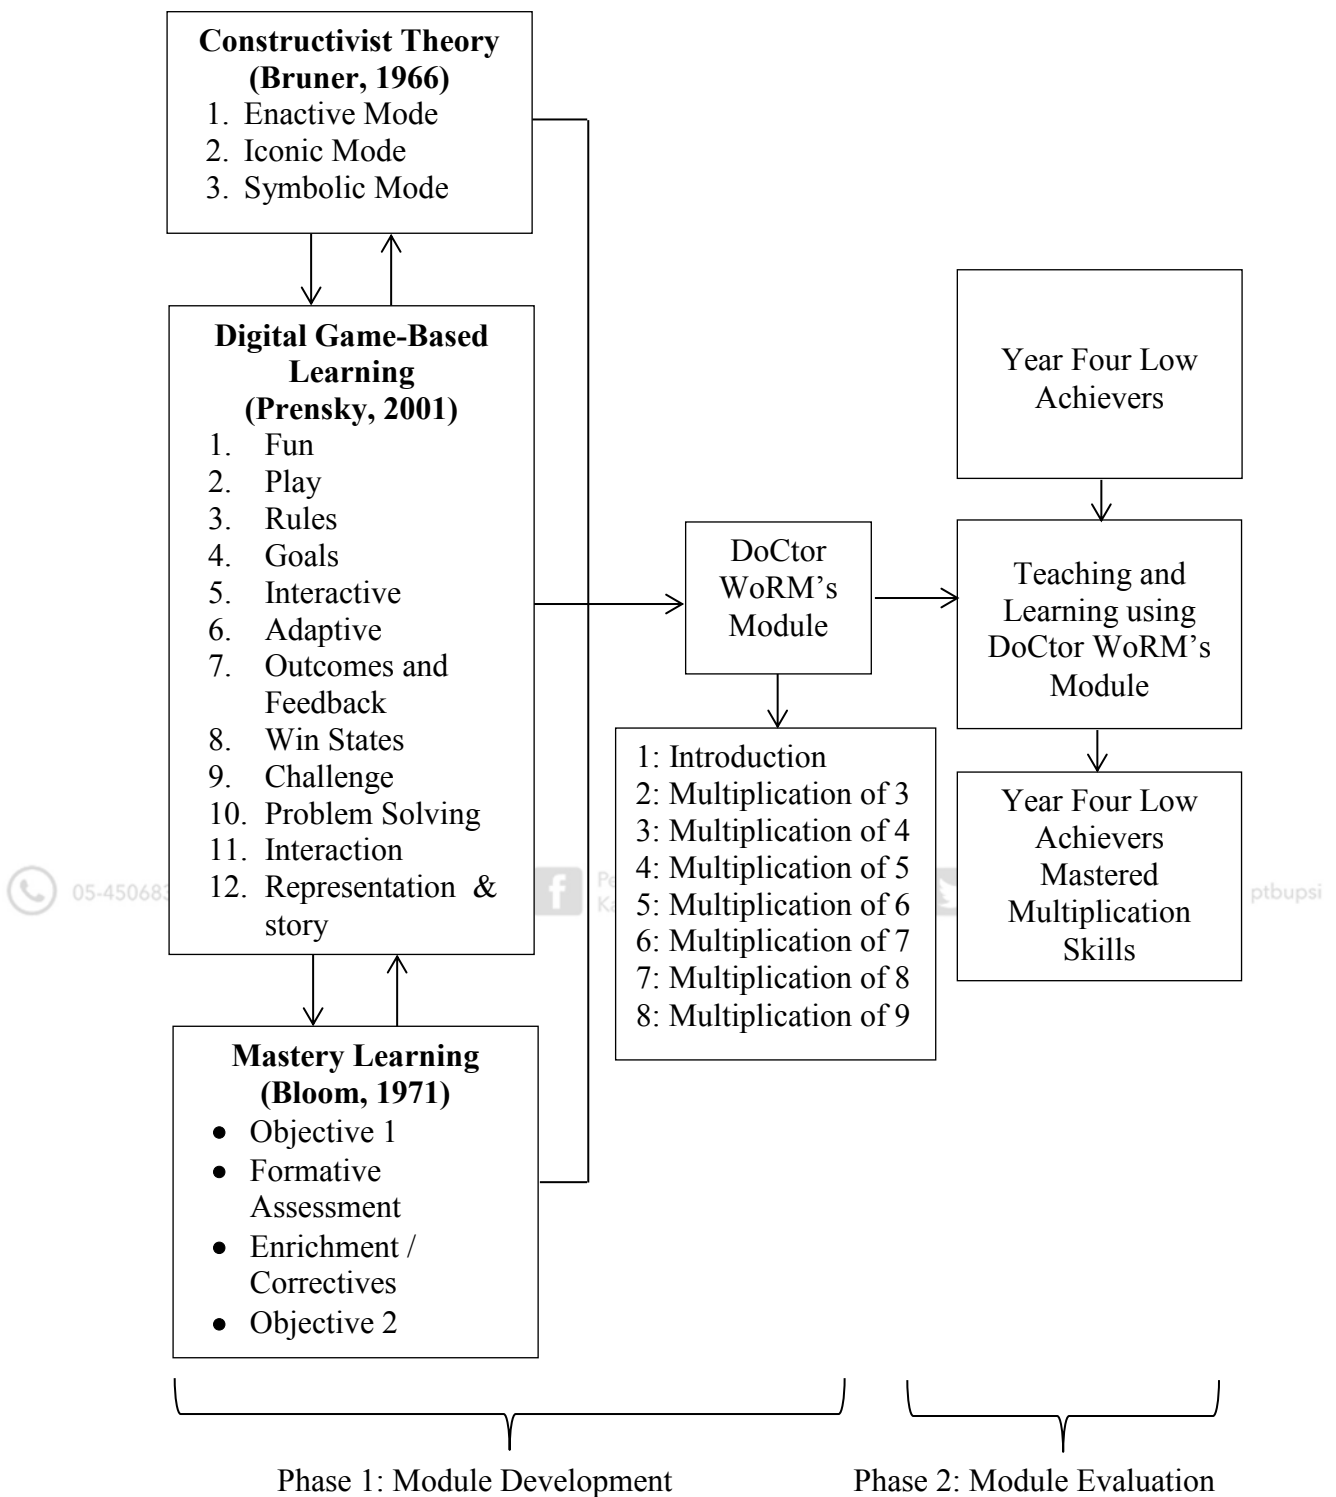 Constructivist Theory
(Bruner, 1966)
1. Enactive Mode
2. Iconic Mode
3. Symbolic Mode
Digital Game-Based
Learning
(Prensky, 2001)
1. Fun
2. Play
3. Rules
4. Goals
5. Interactive
6. Adaptive
7. Outcomes and
Feedback
8. Win States
9. Challenge
10. Problem Solving
11. Interaction
12. Representation &
story
Mastery Learning
(Bloom, 1971)
• Objective 1
• Formative
Assessment
• Enrichment /
Correctives
• Objective 2
DoCtor
WoRM’s
Module
1: Introduction
2: Multiplication of 3
3: Multiplication of 4
4: Multiplication of 5
5: Multiplication of 6
6: Multiplication of 7
7: Multiplication of 8
8: Multiplication of 9
Year Four Low
Achievers
Teaching and
Learning using
DoCtor WoRM’s
Module
Year Four Low
Achievers
Mastered
Multiplication
Skills
05-45068
f
ptbupsi
Phase 1: Module Development
Phase 2: Module Evaluation